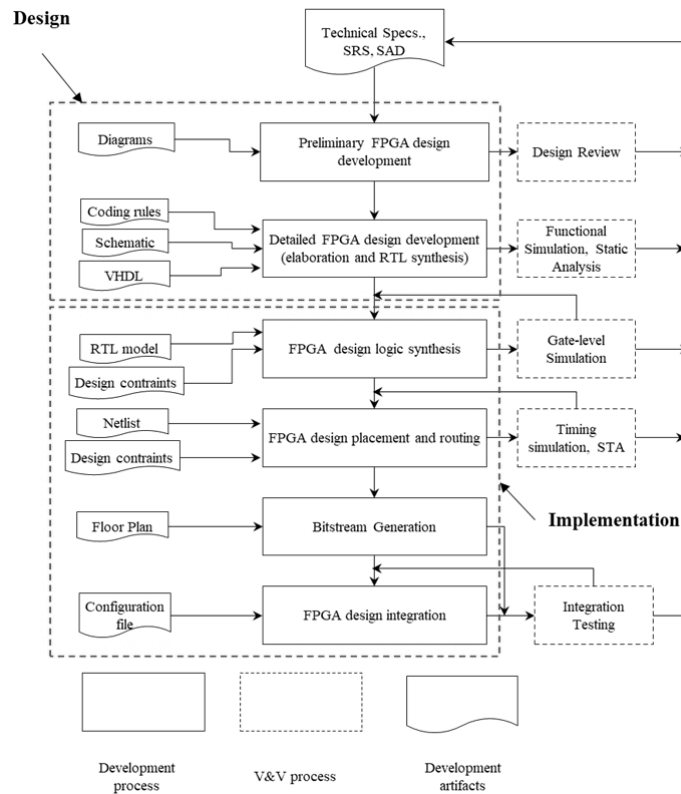 Design
Technical Specs.,
SRS, SAD
Diagrams
Preliminary FPGA design
development
Design Review
Coding rules
Schematic
VHDL
Detailed FPGA design development
(elaboration and RTL synthesis)
Functional
Simulation, Static
Analysis
RTL model
Design contraints
FPGA design logic synthesis
Gate-level
Simulation
Netlist
Design contraints
FPGA design placement and routing
Timing
simulation, STA
Implementation
Floor Plan
Bitstream Generation
Configuration
file
FPGA design integration
Integration
Testing
Development
process
V&V process
Development
artifacts